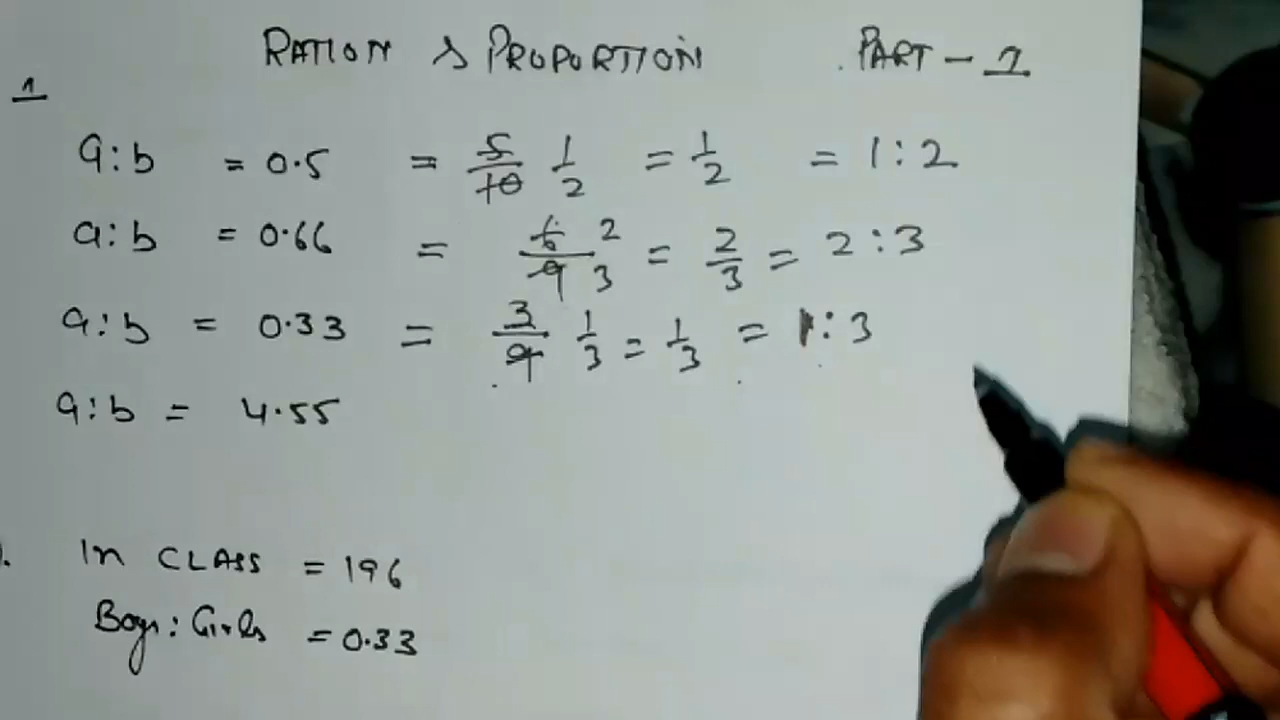 RATION & PROPORTION PART - 1
1
a:b = 0.5 = 5/10 1/2 = 1/2 = 1:2
a:b = 0.66 = 6/9 2/3 = 2/3 = 2:3
a:b = 0.33 = 3/9 1/3 = 1/3 = 1:3
a:b = 4.55
In CLASS = 196
Boys: Girls = 0.33